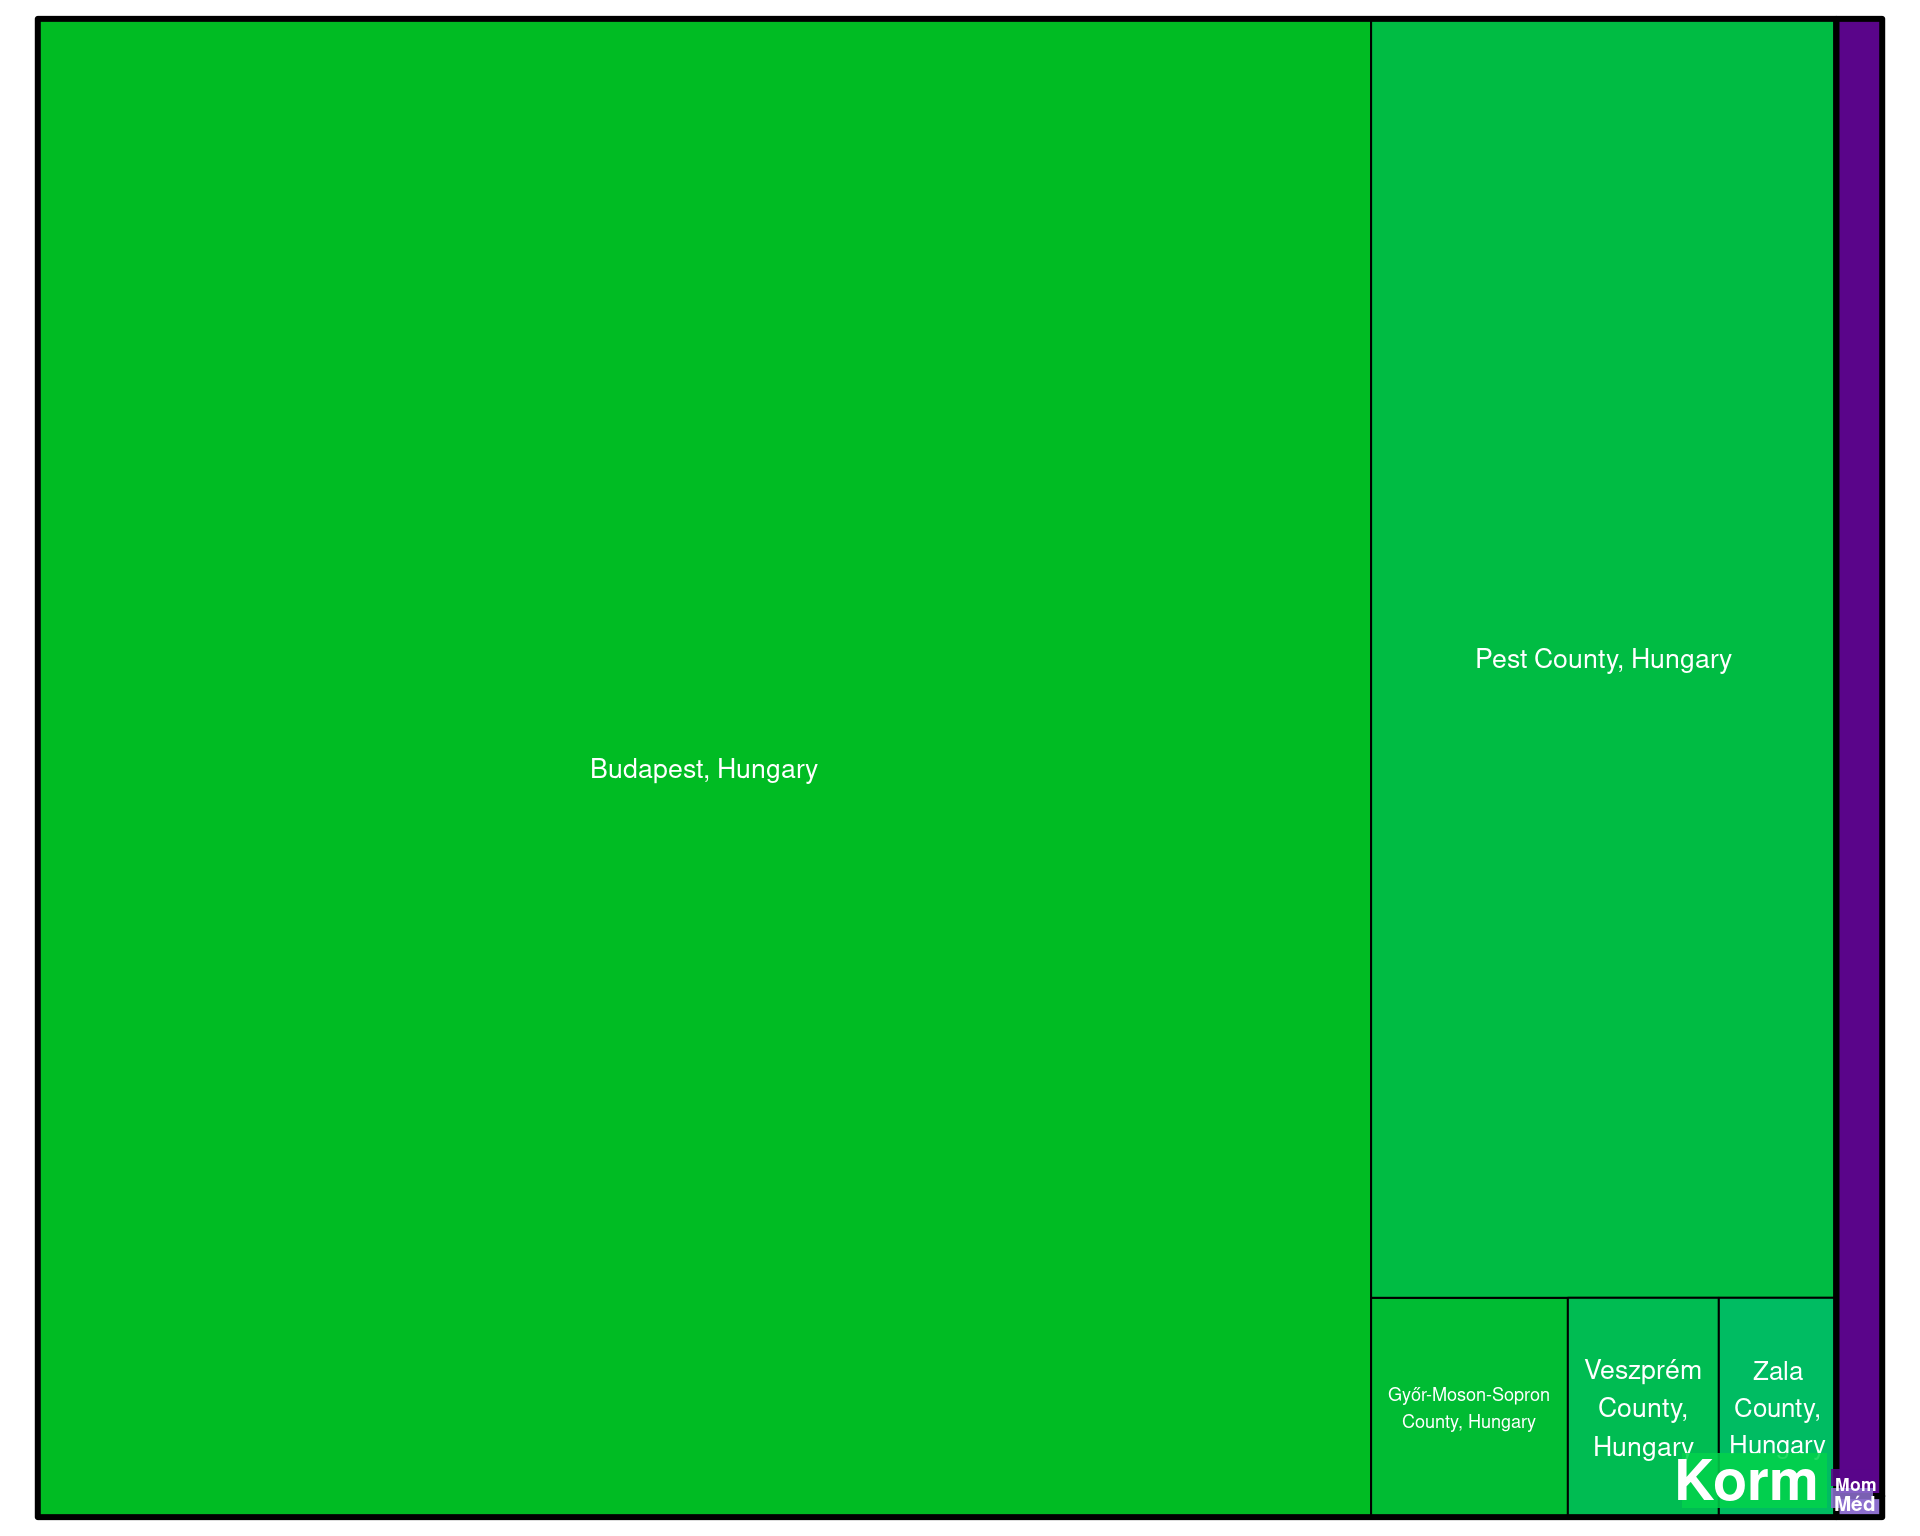 Budapest, Hungary
Pest County, Hungary
Győr-Moson-Sopron
County, Hungary
Veszprém
County,
Hungary
Zala
County,
Hungary
Korm
Mom
Méd